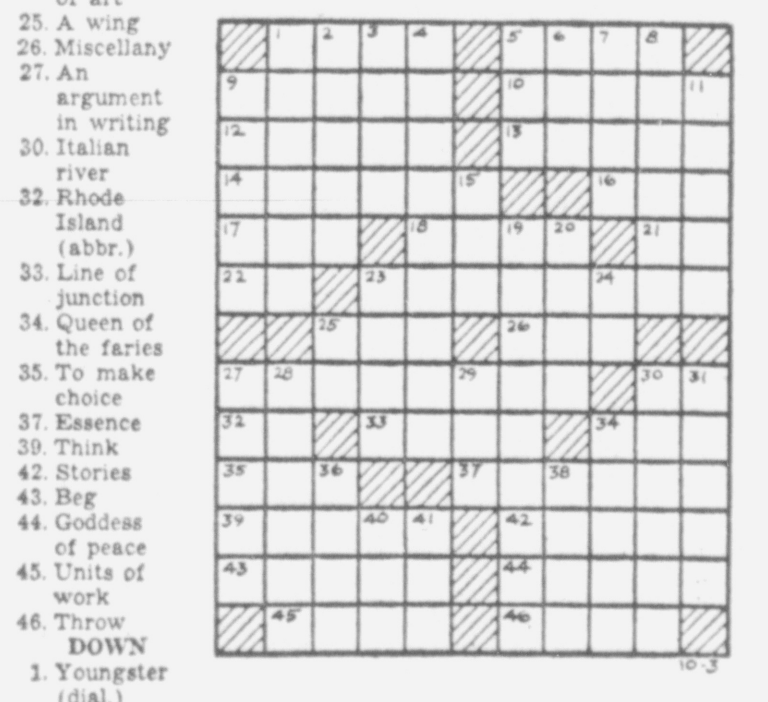 of art
25. A wing
26. Miscellany
27. An
argument
in writing
30. Italian
river
32. Rhode
Island
(abbr.)
33. Line of
junction
34. Queen of
the faries
35. To make
choice
37. Essence
39. Think
42. Stories
43. Beg
44. Goddess
of peace
45. Units of
work
46. Throw
DOWN
1. Youngster
(dial.)
1 2 3 4 5 6 7 8
9 10 11
12 13
14 15 16
17 18 19 20 21
22 23 24
25 26
27 28 29 30 31
32 33 34
35 36 37 38
39 40 41 42
43 44
45 46
10-3